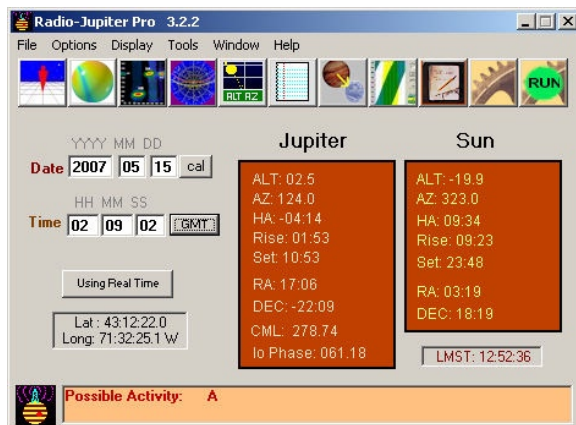 Radio-Jupiter Pro 3.2.2
File Options Display Tools Window Help
ALT AZ
RUN
YYYY MM DD
Date 2007 05 15 cal
HH MM SS
Time 02 09 02 GMT
Using Real Time
Lat : 43:12:22.0
Long: 71:32:25.1 W
Jupiter
ALT: 02.5
AZ: 124.0
HA: -04:14
Rise: 01:53
Set: 10:53
RA: 17:06
DEC: -22:09
CML: 278.74
Io Phase: 061.18
Sun
ALT: -19.9
AZ: 323.0
HA: 09:34
Rise: 09:23
Set: 23:48
RA: 03:19
DEC: 18:19
LMST: 12:52:36
Possible Activity: A